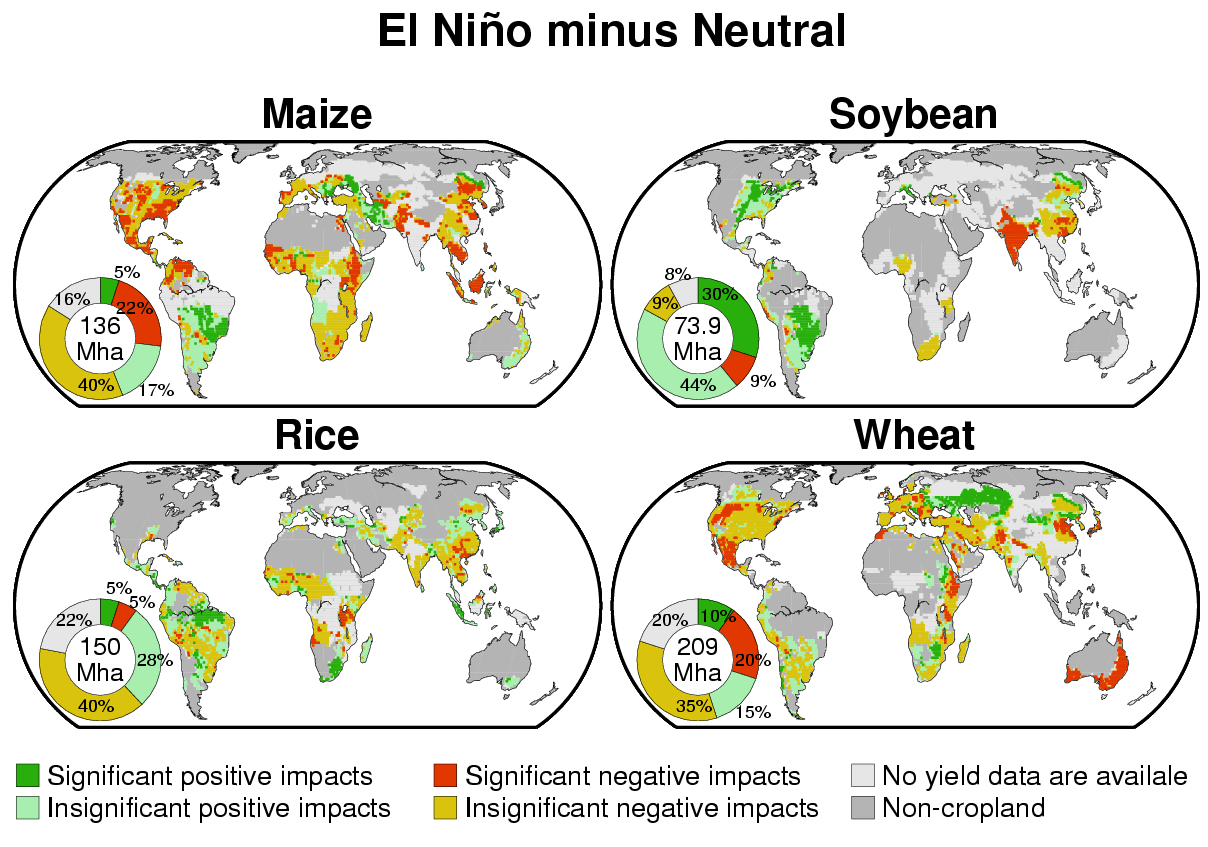 El Niño minus Neutral
Maize
Soybean
5%
22%
17%
40%
16%
136
Mha
8%
30%
9%
44%
9%
73.9
Mha
Rice
Wheat
5%
5%
28%
40%
22%
150
Mha
10%
20%
15%
35%
20%
209
Mha
Significant positive impacts
Significant negative impacts
No yield data are availale
Insignificant positive impacts
Insignificant negative impacts
Non-cropland